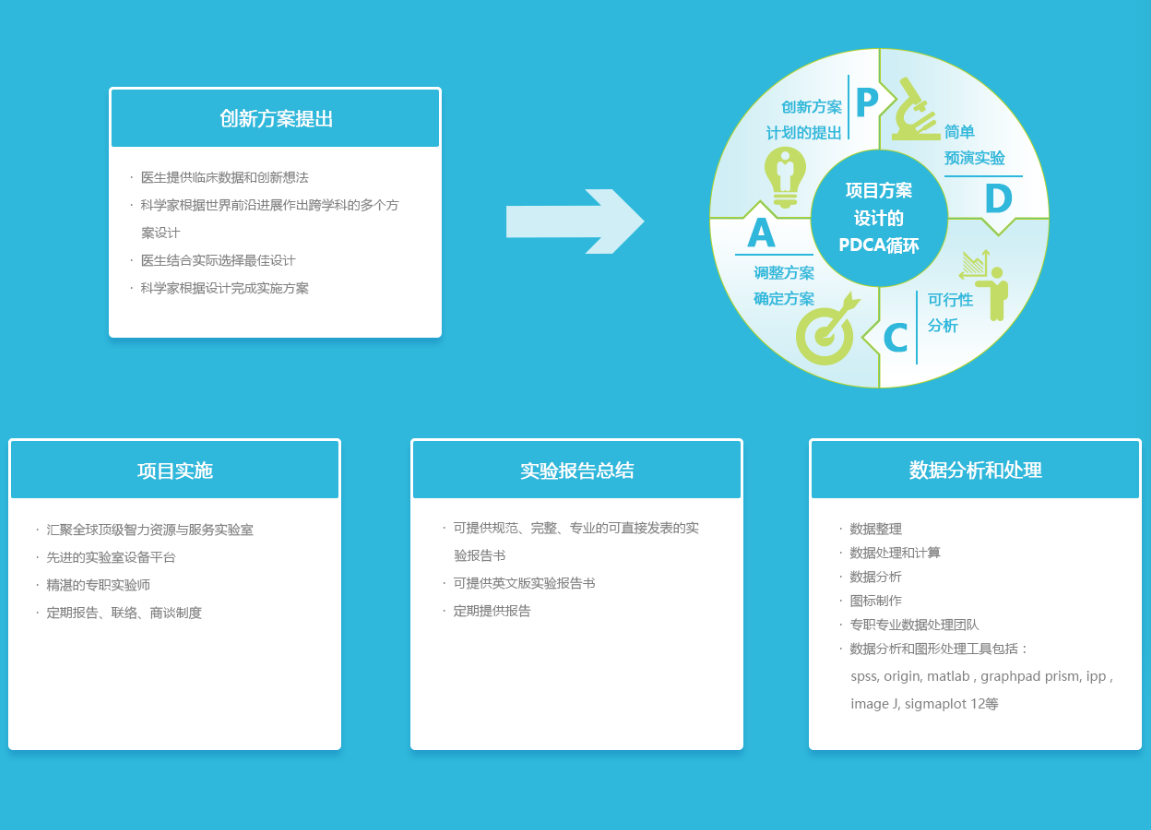 创新方案提出
· 医生提供临床数据和创新想法
· 科学家根据世界前沿进展作出跨学科的多个方
案设计
· 医生结合实际选择最佳设计
· 科学家根据设计完成实施方案
创新方案
计划的提出
P
简单
预演实验
D
项目方案
设计的
PDCA循环
A
调整方案
确定方案
C
可行性
分析
项目实施
· 汇聚全球顶级智力资源与服务实验室
· 先进的实验室设备平台
· 精湛的专职实验师
· 定期报告、联络、商谈制度
实验报告总结
· 可提供规范、完整、专业的可直接发表的实
验报告书
· 可提供英文版实验报告书
· 定期提供报告
数据分析和处理
· 数据整理
· 数据处理和计算
· 数据分析
· 图标制作
· 专职专业数据处理团队
· 数据分析和图形处理工具包括：
spss, origin, matlab , graphpad prism, ipp ,
image J, sigmaplot 12等